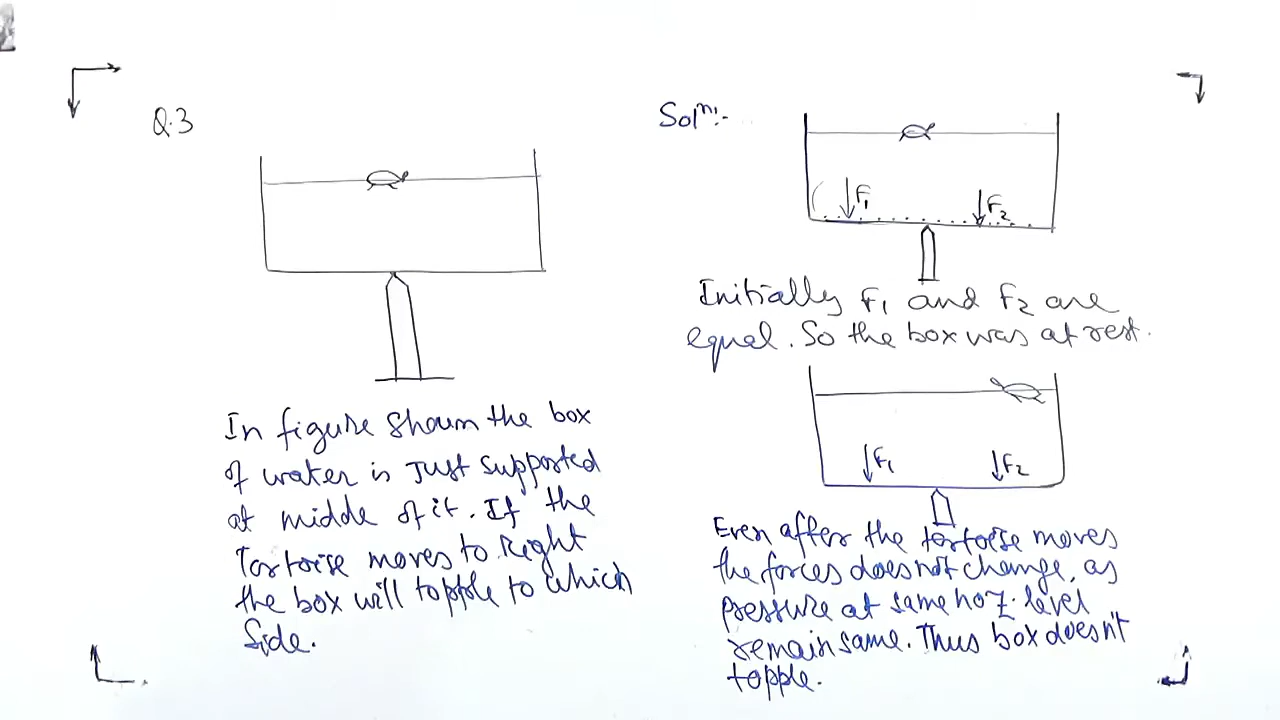 Q.3
In figure shown the box
of water is just supported
at middle of it. If the
Tortoise moves to Right
the box will topple to which
side.
Solⁿ:-
F₁
F₂
Initially F₁ and F₂ are
equal. So the box was at rest.
F₁
F₂
Even after the tortoise moves
the forces does not change, as
pressure at same hoz. level
remain same. Thus box doesn't
topple.